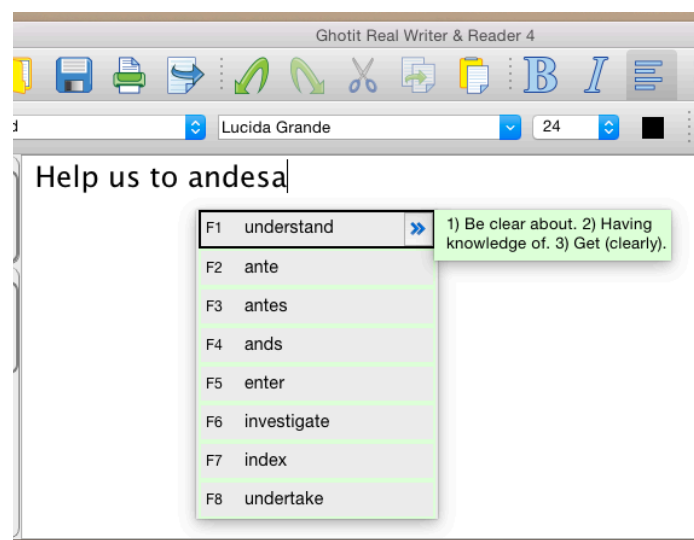 Ghotit Real Writer & Reader 4
B I
Lucida Grande 24
Help us to andesa
F1 understand »
1) Be clear about. 2) Having
knowledge of. 3) Get (clearly).
F2 ante
F3 antes
F4 ands
F5 enter
F6 investigate
F7 index
F8 undertake